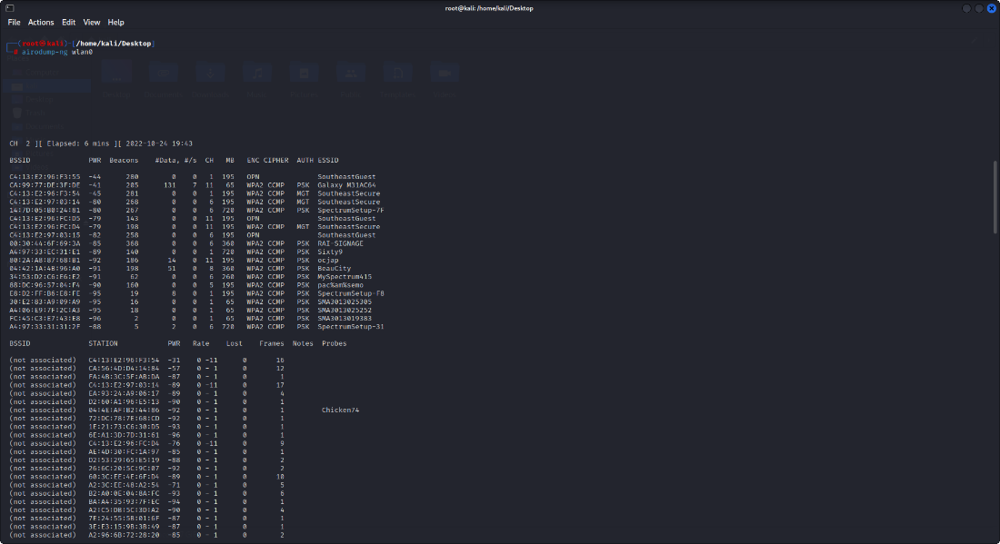 root@kali: /home/kali/Desktop
File Actions Edit View Help
┌──(root㉿kali)-[/home/kali/Desktop]
└─# airodump-ng wlan0
CH 2 ][ Elapsed: 6 mins ][ 2022-10-24 19:43
BSSID PWR Beacons #Data, #/s CH MB ENC CIPHER AUTH ESSID
C4:13:E2:96:F3:55 -44 280 0 0 1 195 OPN SoutheastGuest
CA:99:77:DE:3F:DE -41 205 131 7 11 65 WPA2 CCMP PSK Galaxy M31AC64
C4:13:E2:96:F3:54 -45 281 0 0 1 195 WPA2 CCMP MGT SoutheastSecure
C4:13:E2:97:03:14 -80 268 0 0 6 195 WPA2 CCMP MGT SoutheastSecure
14:7D:05:B0:24:81 -80 267 0 0 6 720 WPA2 CCMP PSK SpectrumSetup-7F
C4:13:E2:96:FC:D5 -79 143 0 0 11 195 OPN SoutheastGuest
C4:13:E2:96:FC:D4 -79 198 0 0 11 195 WPA2 CCMP MGT SoutheastSecure
C4:13:E2:97:03:15 -82 258 0 0 6 195 OPN SoutheastGuest
00:30:44:6F:69:3A -85 368 0 0 6 360 WPA2 CCMP PSK RAI-SIGNAGE
A4:97:33:EC:31:E1 -89 140 0 0 1 720 WPA2 CCMP PSK Sixty9
80:2A:A8:87:68:B1 -92 186 14 0 11 195 WPA2 CCMP PSK ocjap
04:42:1A:4B:96:A0 -91 198 51 0 8 360 WPA2 CCMP PSK BeauCity
34:53:D2:C6:E6:E2 -91 62 0 0 6 260 WPA2 CCMP PSK MySpectrum415
88:DC:96:57:04:F4 -90 160 0 0 5 195 WPA2 CCMP PSK pac%am%semo
E8:D2:FF:B6:E8:FE -95 19 8 0 1 195 WPA2 CCMP PSK SpectrumSetup-F8
30:E2:83:A9:09:A9 -95 16 0 0 1 65 WPA2 CCMP PSK SMA3013025305
A4:06:E9:7F:2C:A3 -95 18 0 0 1 65 WPA2 CCMP PSK SMA3013025252
FC:45:C3:E7:43:E8 -96 2 0 0 1 65 WPA2 CCMP PSK SMA3013019383
A4:97:33:31:31:2F -88 5 2 0 6 720 WPA2 CCMP PSK SpectrumSetup-31
BSSID STATION PWR Rate Lost Frames Notes Probes
(not associated) C4:13:E2:96:F3:54 -31 0 -11 0 16
(not associated) CA:56:4D:D4:14:84 -57 0 - 1 0 12
(not associated) FA:4B:3C:5F:AB:DA -87 0 - 1 0 1
(not associated) C4:13:E2:97:03:14 -89 0 -11 0 17
(not associated) EA:93:24:A9:06:17 -89 0 - 1 0 4
(not associated) D2:60:A1:96:E5:13 -90 0 - 1 0 1
(not associated) 04:4E:AF:B2:44:86 -92 0 - 1 0 1 Chicken74
(not associated) 72:DC:78:7E:68:CD -92 0 - 1 0 1
(not associated) 1E:21:73:C6:30:D5 -93 0 - 1 0 1
(not associated) 6E:A1:3D:7D:31:61 -96 0 - 1 0 1
(not associated) C4:13:E2:96:FC:D4 -76 0 -11 0 9
(not associated) AE:4D:30:FC:1A:97 -85 0 - 1 0 1
(not associated) D2:53:29:65:E5:19 -88 0 - 1 0 2
(not associated) 26:6C:20:5C:9C:07 -92 0 - 1 0 2
(not associated) 60:3C:EE:4E:6F:D4 -89 0 - 1 0 10
(not associated) A2:3C:EE:48:A2:54 -71 0 - 1 0 5
(not associated) B2:A0:0E:04:8A:FC -93 0 - 1 0 6
(not associated) BA:A4:35:93:7F:EC -94 0 - 1 0 1
(not associated) A2:C5:DB:5C:3D:A2 -90 0 - 1 0 4
(not associated) 7E:24:55:58:01:6F -87 0 - 1 0 1
(not associated) 3E:E3:15:9B:3B:49 -87 0 - 1 0 1
(not associated) A2:96:6B:72:28:20 -85 0 - 1 0 2